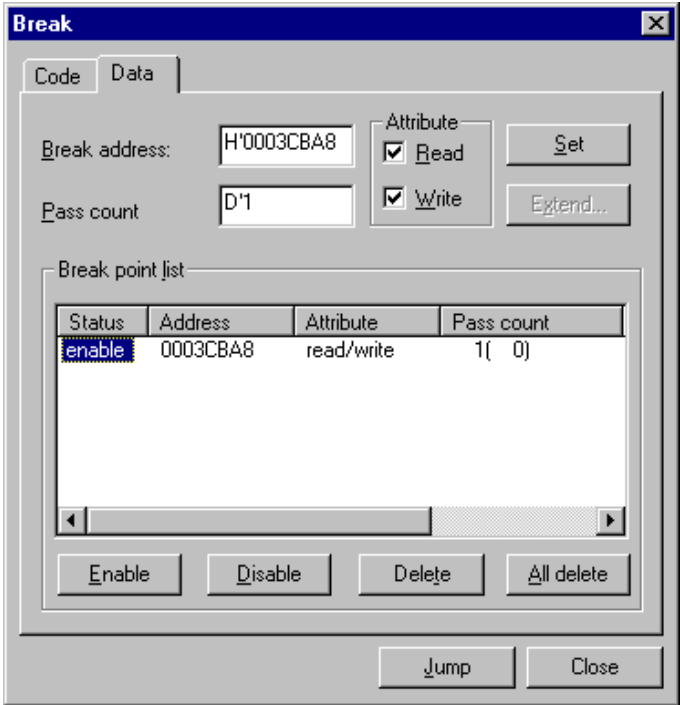 Break
Code Data
Break address: H'0003CBA8
Attribute
Read
Set
Pass count D'1
Write
Extend...
Break point list
Status Address Attribute Pass count
enable 0003CBA8 read/write 1( 0)
Enable Disable Delete All delete
Jump Close